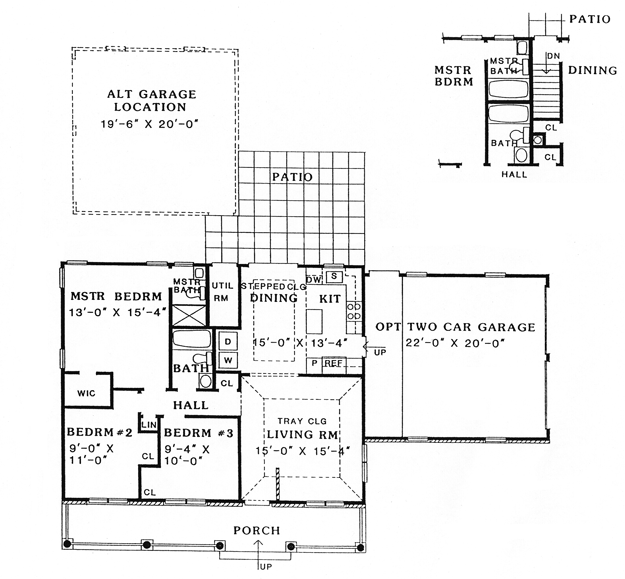 PATIO
MSTR
BATH
DN
MSTR
BDRM
DINING
BATH
CL
CL
HALL
ALT GARAGE
LOCATION
19'-6" X 20'-0"
PATIO
MSTR BEDRM
13'-0" X 15'-4"
MSTR
BATH
UTIL
RM
STEPPED CLG
DINING
15'-0" X 13'-4"
DW
S
KIT
P
REF
UP
OPT TWO CAR GARAGE
22'-0" X 20'-0"
D
W
BATH
CL
WIC
HALL
LIN
BEDRM #2
9'-0" X
11'-0"
CL
BEDRM #3
9'-4" X
10'-0"
CL
TRAY CLG
LIVING RM
15'-0" X 15'-4"
PORCH
UP